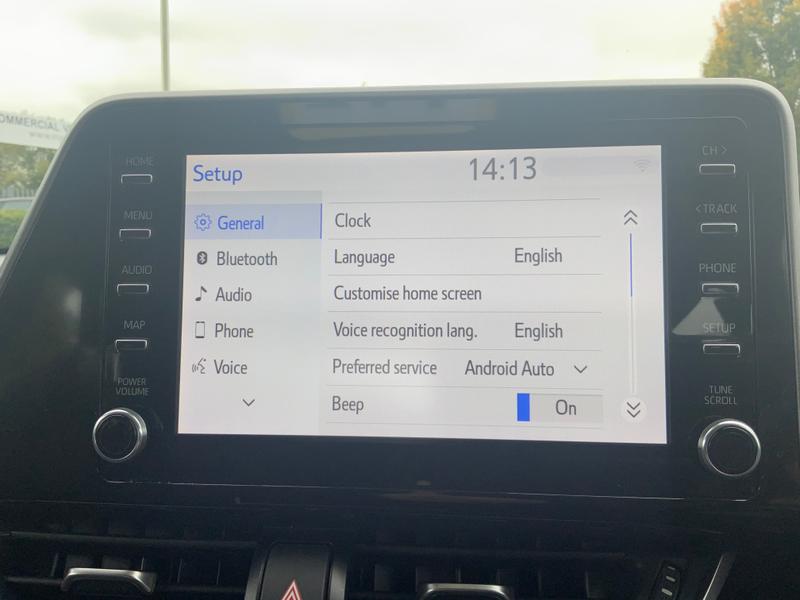 COMMERCIAL
HOME
MENU
AUDIO
MAP
POWER
VOLUME
Setup
14:13
General
Bluetooth
Audio
Phone
Voice
Clock
Language English
Customise home screen
Voice recognition lang. English
Preferred service Android Auto
Beep On
CH >
< TRACK
PHONE
SETUP
TUNE
SCROLL